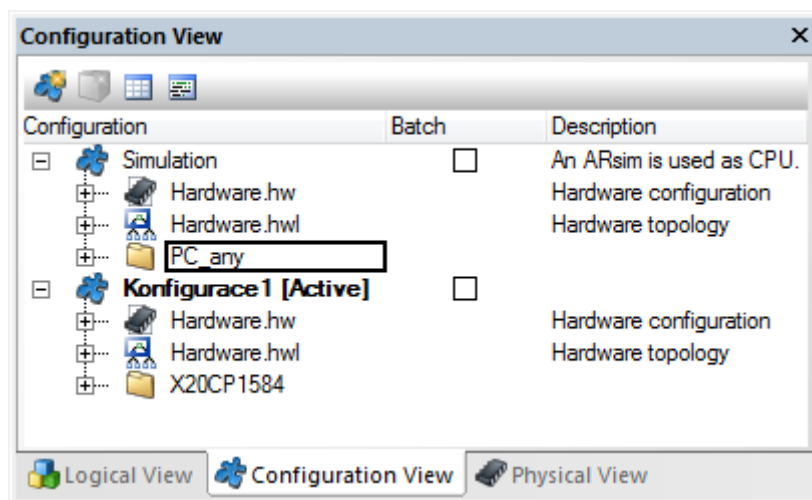 Configuration View
Configuration Batch Description
Simulation An ARsim is used as CPU.
Hardware.hw Hardware configuration
Hardware.hwl Hardware topology
PC_any
Konfigurace1 [Active]
Hardware.hw Hardware configuration
Hardware.hwl Hardware topology
X20CP1584
Logical View Configuration View Physical View